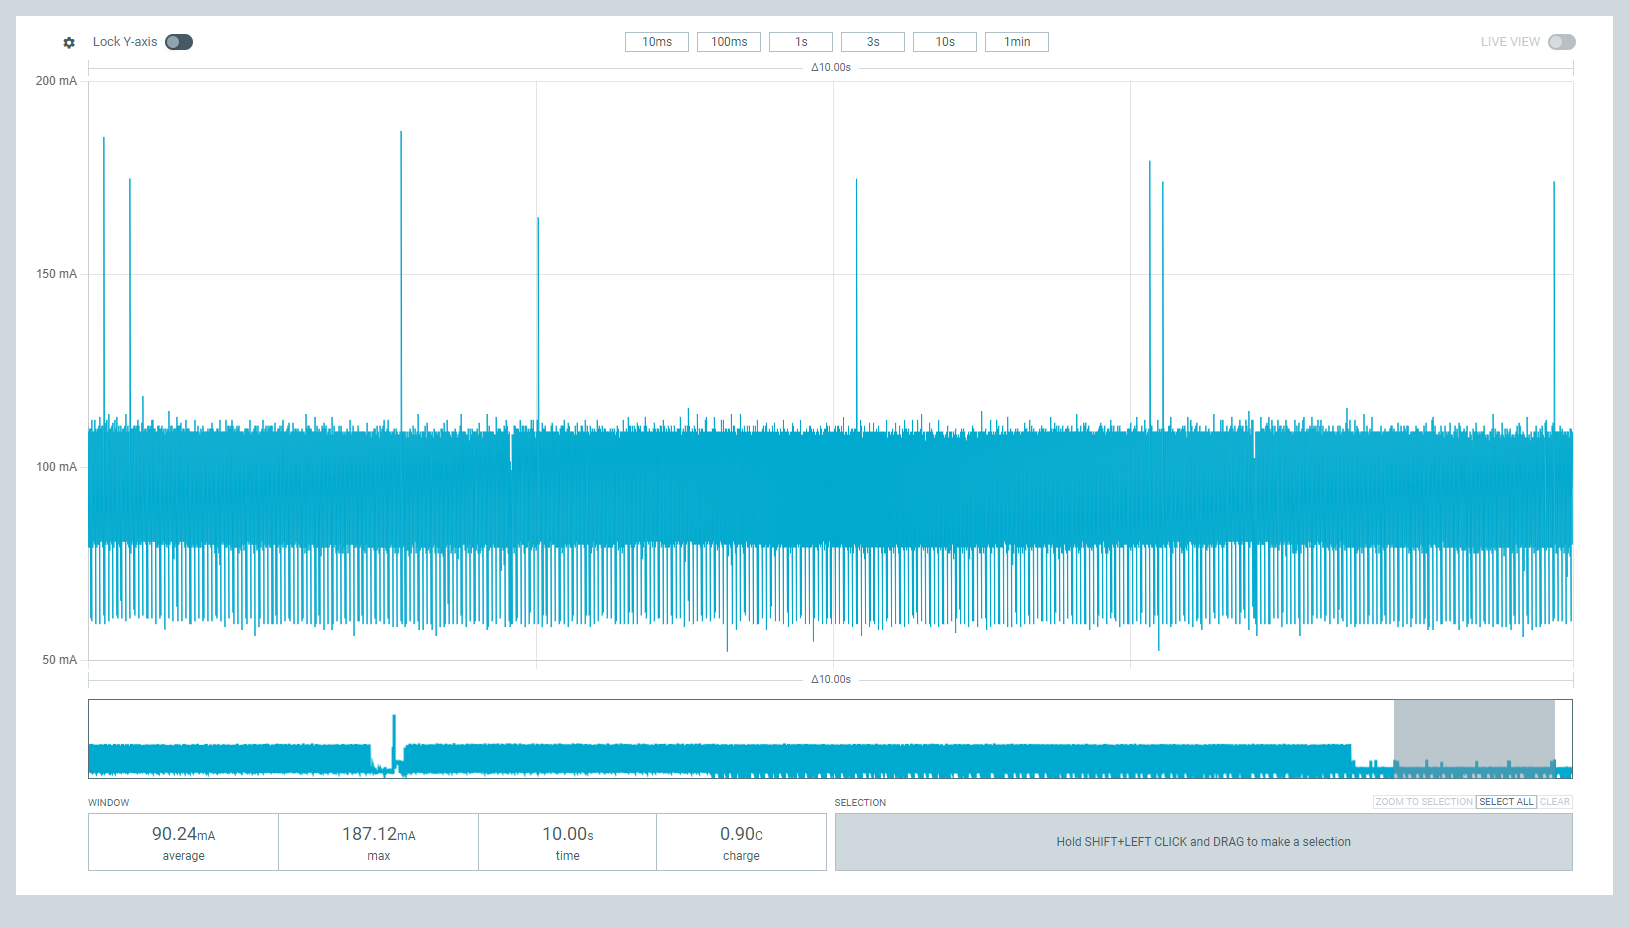 Lock Y-axis
10ms 100ms 1s 3s 10s 1min
LIVE VIEW
Δ10.00s
200 mA
150 mA
100 mA
50 mA
Δ10.00s
WINDOW
90.24mA
average
187.12mA
max
10.00s
time
0.90C
charge
SELECTION
ZOOM TO SELECTION SELECT ALL CLEAR
Hold SHIFT+LEFT CLICK and DRAG to make a selection